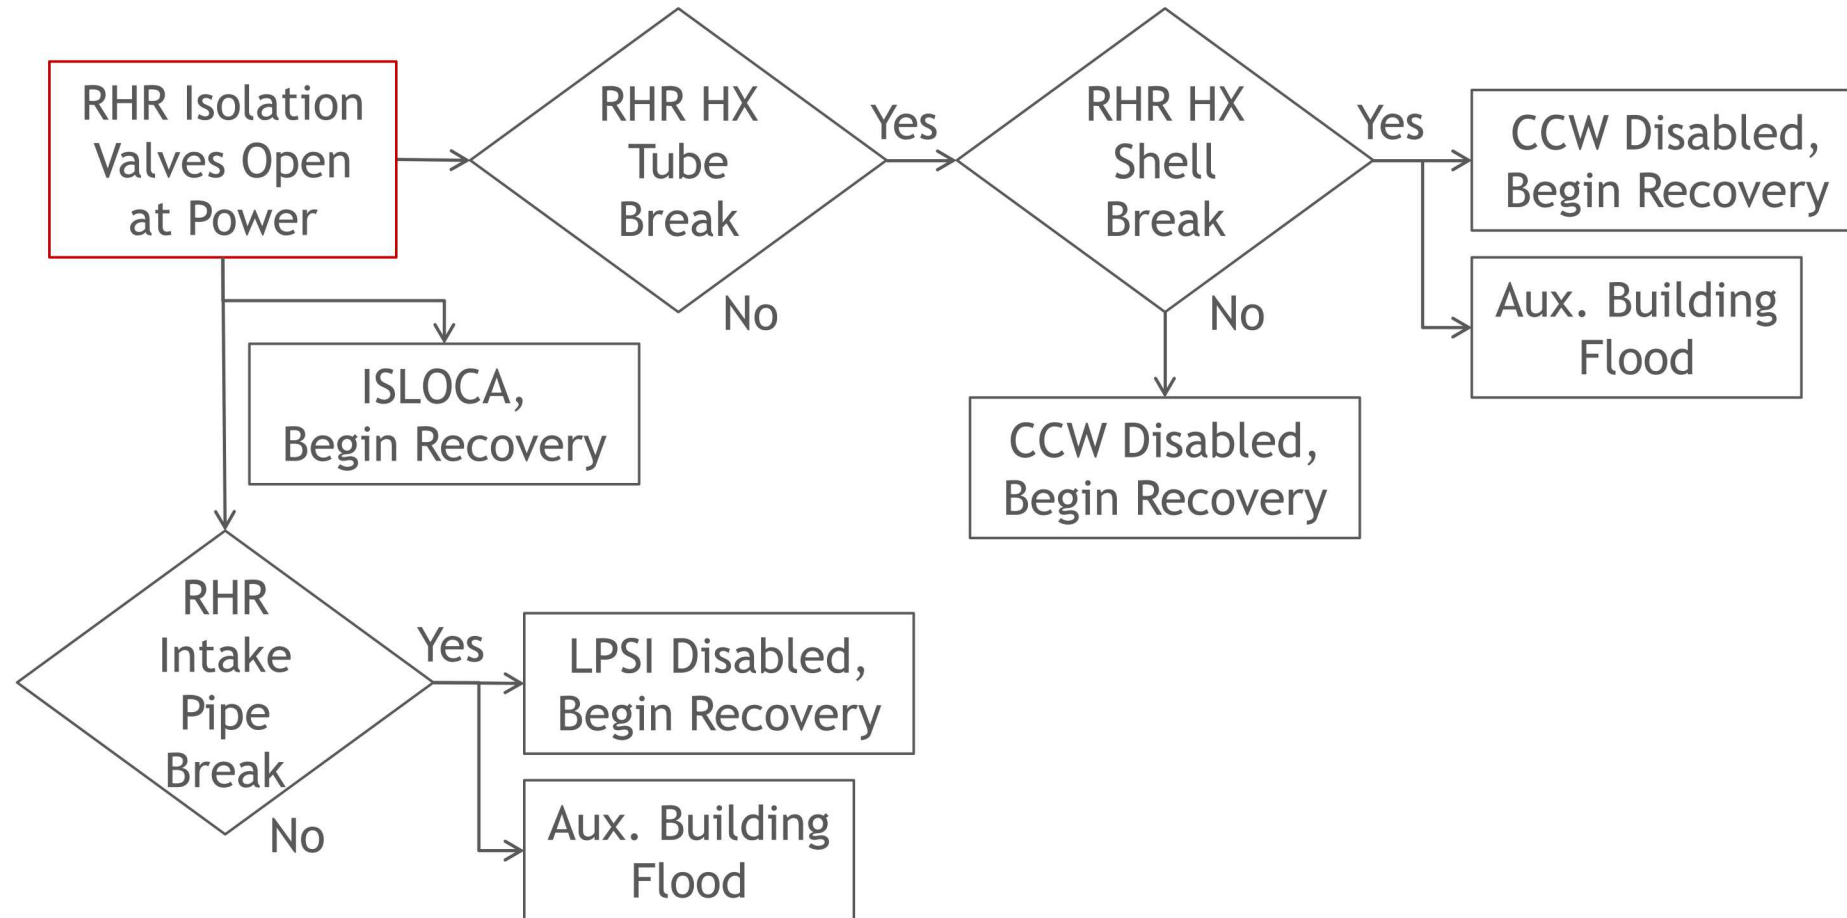 RHR Isolation
Valves Open
at Power
RHR HX
Tube
Break
Yes
No
RHR HX
Shell
Break
Yes
No
CCW Disabled,
Begin Recovery
Aux. Building
Flood
ISLOCA,
Begin Recovery
CCW Disabled,
Begin Recovery
RHR
Intake
Pipe
Break
Yes
No
LPSI Disabled,
Begin Recovery
Aux. Building
Flood